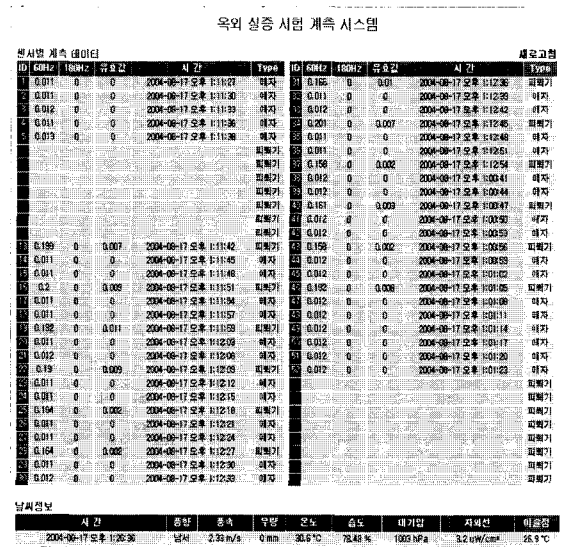 옥외 실증 시험 계측 시스템
센서별 계측 데이터
새로고침
ID 60Hz 180Hz 유효값 시 간 Type
1 0.011 0 0 2004-08-17 오후 1:11:27 애자
2 0.011 0 0 2004-08-17 오후 1:11:30 애자
3 0.012 0 0 2004-08-17 오후 1:11:33 애자
4 0.011 0 0 2004-08-17 오후 1:11:36 애자
5 0.013 0 0 2004-08-17 오후 1:11:38 애자
피뢰기
피뢰기
피뢰기
피뢰기
피뢰기
피뢰기
피뢰기
13 0.199 0 0.007 2004-08-17 오후 1:11:42 피뢰기
14 0.011 0 0 2004-08-17 오후 1:11:45 애자
15 0.011 0 0 2004-08-17 오후 1:11:48 애자
16 0.2 0 0.009 2004-08-17 오후 1:11:51 피뢰기
17 0.011 0 0 2004-08-17 오후 1:11:54 애자
18 0.011 0 0 2004-08-17 오후 1:11:57 애자
19 0.192 0 0.011 2004-08-17 오후 1:11:59 피뢰기
20 0.011 0 0 2004-08-17 오후 1:12:03 애자
21 0.012 0 0 2004-08-17 오후 1:12:06 애자
22 0.19 0 0.009 2004-08-17 오후 1:12:09 피뢰기
23 0.011 0 0 2004-08-17 오후 1:12:12 애자
24 0.011 0 0 2004-08-17 오후 1:12:15 애자
25 0.164 0 0.002 2004-08-17 오후 1:12:18 피뢰기
26 0.011 0 0 2004-08-17 오후 1:12:21 애자
27 0.011 0 0 2004-08-17 오후 1:12:24 애자
28 0.164 0 0.002 2004-08-17 오후 1:12:27 피뢰기
29 0.011 0 0 2004-08-17 오후 1:12:30 애자
30 0.012 0 0 2004-08-17 오후 1:12:33 애자
ID 60Hz 180Hz 유효값 시 간 Type
31 0.166 0 0.01 2004-08-17 오후 1:12:36 피뢰기
32 0.011 0 0 2004-08-17 오후 1:12:39 애자
33 0.012 0 0 2004-08-17 오후 1:12:42 애자
34 0.201 0 0.007 2004-08-17 오후 1:12:45 피뢰기
35 0.011 0 0 2004-08-17 오후 1:12:48 애자
36 0.011 0 0 2004-08-17 오후 1:12:51 애자
37 0.158 0 0.002 2004-08-17 오후 1:12:54 피뢰기
38 0.012 0 0 2004-08-17 오후 1:00:41 애자
39 0.012 0 0 2004-08-17 오후 1:00:44 애자
40 0.161 0 0.003 2004-08-17 오후 1:00:47 피뢰기
41 0.012 0 0 2004-08-17 오후 1:00:50 애자
42 0.012 0 0 2004-08-17 오후 1:00:53 애자
43 0.158 0 0.002 2004-08-17 오후 1:00:56 피뢰기
44 0.012 0 0 2004-08-17 오후 1:00:59 애자
45 0.012 0 0 2004-08-17 오후 1:01:02 애자
46 0.192 0 0.008 2004-08-17 오후 1:01:05 피뢰기
47 0.012 0 0 2004-08-17 오후 1:01:08 애자
48 0.012 0 0 2004-08-17 오후 1:01:11 애자
49 0.012 0 0 2004-08-17 오후 1:01:14 애자
50 0.012 0 0 2004-08-17 오후 1:01:17 애자
51 0.012 0 0 2004-08-17 오후 1:01:20 애자
52 0.012 0 0 2004-08-17 오후 1:01:23 애자
피뢰기
피뢰기
피뢰기
피뢰기
피뢰기
피뢰기
피뢰기
피뢰기
날씨정보
시 간 풍향 풍속 우량 온도 습도 대기압 자외선 이슬점
2004-08-17 오후 1:26:36 남서 2.33 m/s 0 mm 30.6 ℃ 78.48 % 1003 hPa 3.2 uW/cm² 26.9 ℃